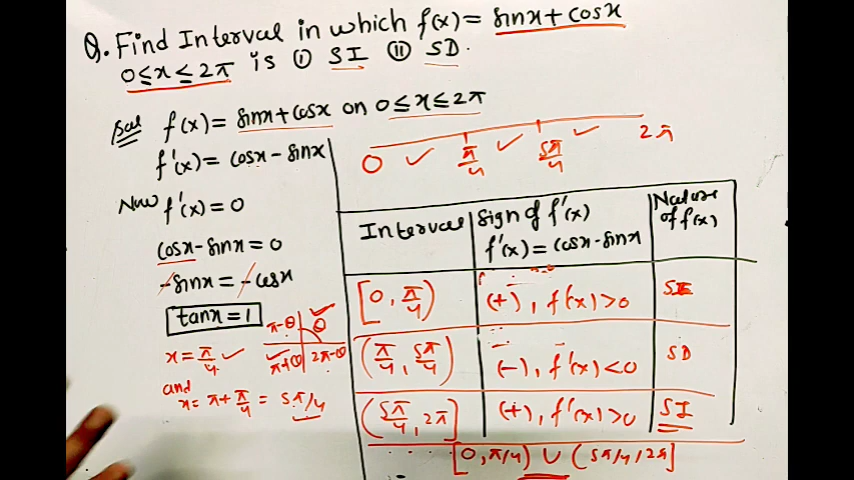 Q. Find Interval in which f(x) = sinx + cosx
0≤x≤2π is ① SI ⑪ SD.
Sol f(x) = sinx+cosx on 0≤x≤2π
f'(x) = cosx - sinx
Now f'(x) = 0
cosx - sinx = 0
-sinx = -cosx
tanx = 1
x = π/4 ✓
and
x = π + π/4 = 5π/4
π-θ θ ✓
✓ π+θ 2π-θ
0 ✓ π/4 ✓ 5π/4 ✓ 2π
Interval Sign of f'(x) Nature of f(x)
f'(x) = cosx - sinx
[0, π/4) (+), f'(x) > 0 SI
(π/4, 5π/4) (-), f'(x) < 0 SD
(5π/4, 2π] (+), f'(x) > 0 SI
[0, π/4) ∪ (5π/4, 2π]